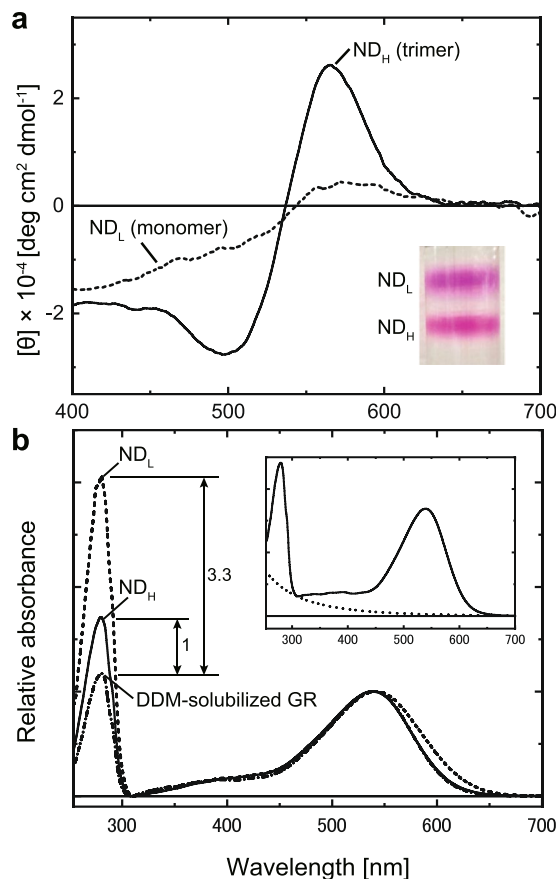 a
[θ] × 10⁻⁴ [deg cm² dmol⁻¹]
2
0
-2
ND_H (trimer)
ND_L (monomer)
ND_L
ND_H
400 500 600 700
b
Relative absorbance
ND_L
ND_H
DDM-solubilized GR
3.3
1
300 400 500 600 700
300 400 500 600 700
Wavelength [nm]